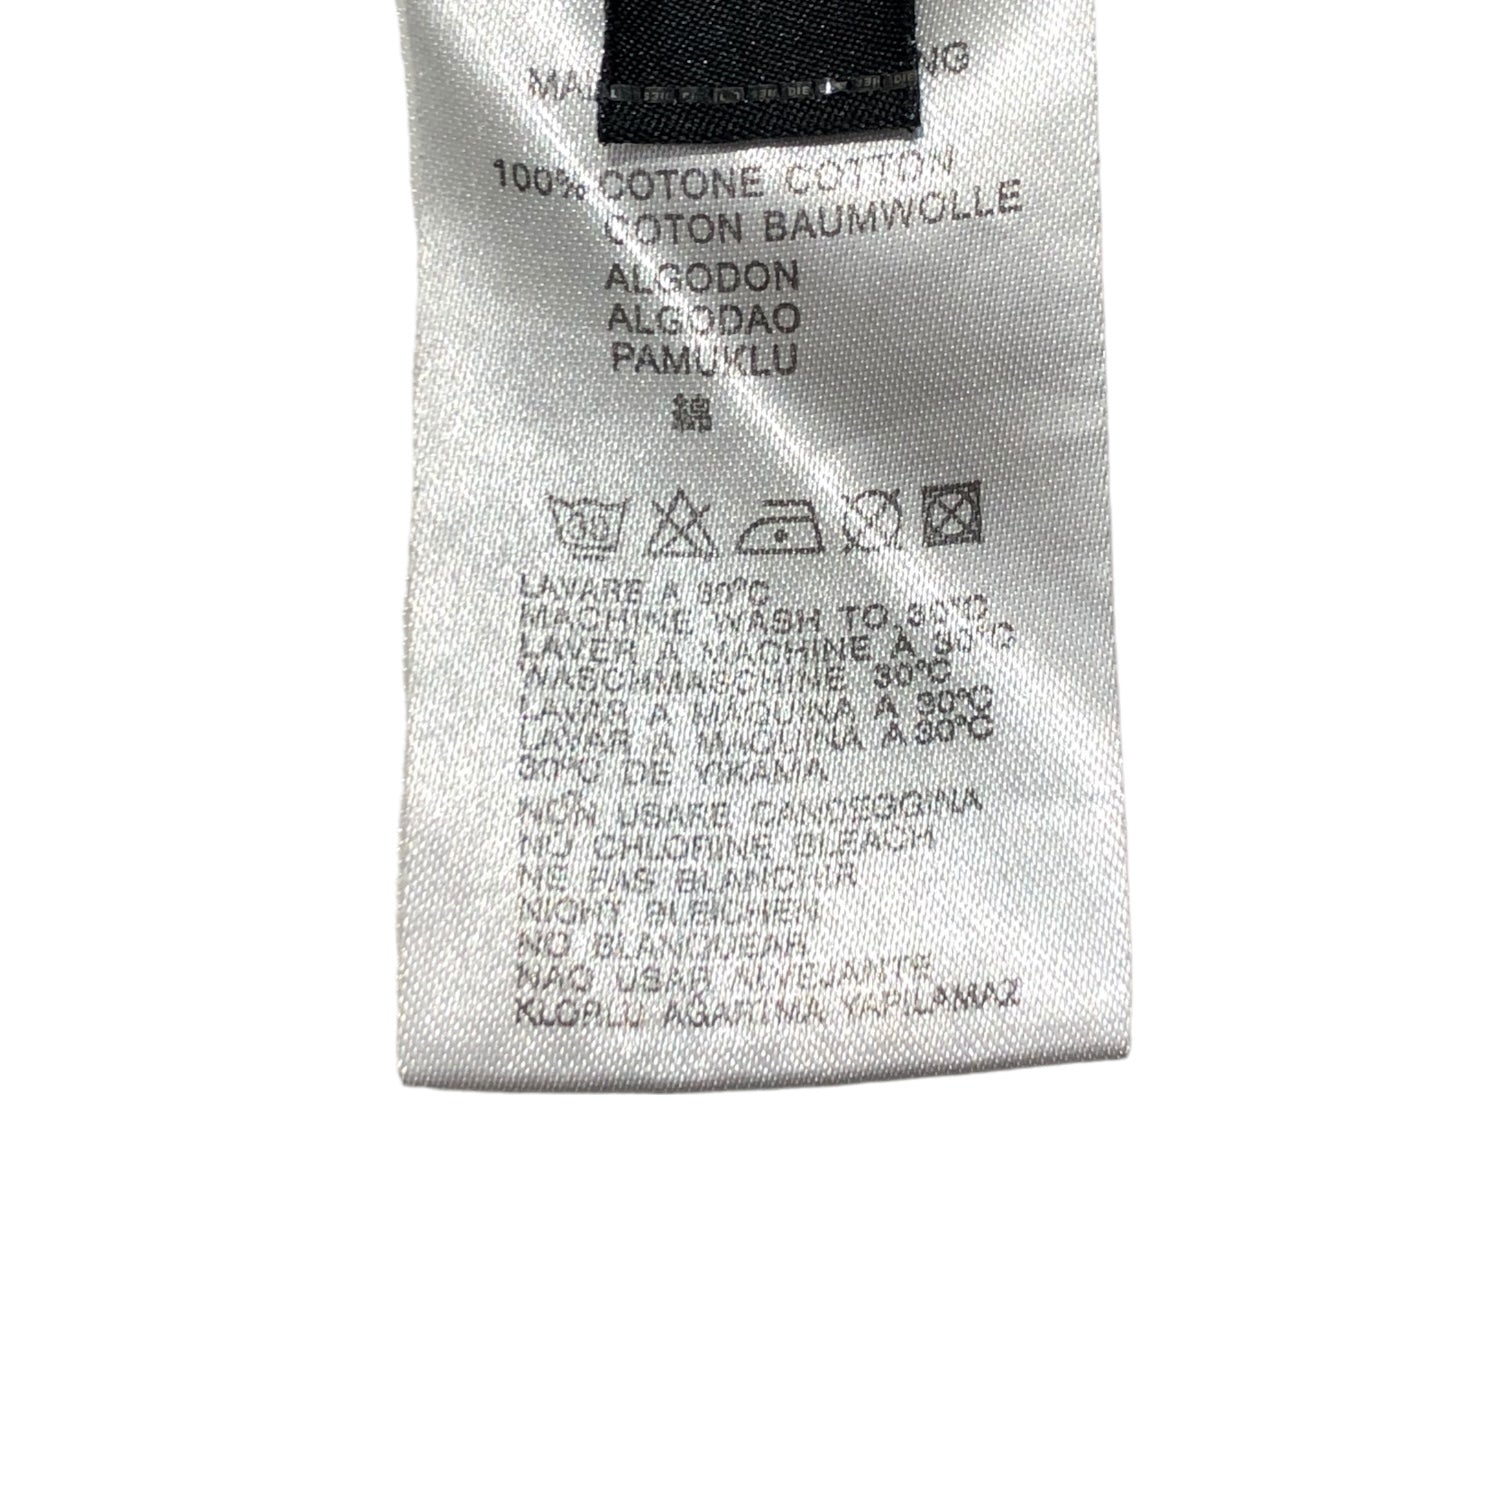 100% COTONE COTTON
COTON BAUMWOLLE
ALGODON
ALGODAO
PAMUKLU
綿
30
LAVARE A 30°C
MACHINE WASH TO 30°C
LAVER A MACHINE A 30°C
WASCHMASCHINE 30°C
LAVAR A MAQUINA A 30°C
LAVAR A MAQUINA A 30°C
30°C DE YIKAMA
NON USARE CANDEGGINA
NO CHLORINE BLEACH
NE PAS BLANCHIR
NIGHT BLEICHEN
NO BLANQUEAR
NAO USAR ALVEJANTE
KLORLU AGARTMA YAPILAMAZ